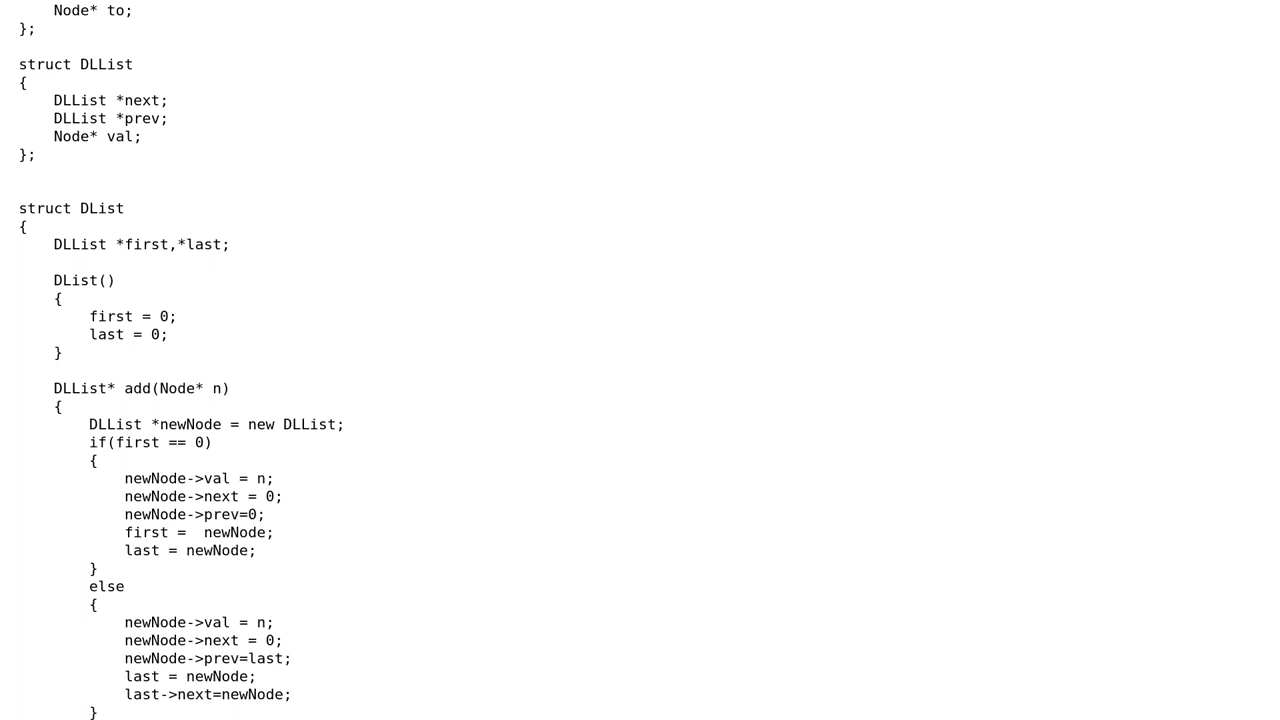 Node* to;
};

struct DLList
{
    DLList *next;
    DLList *prev;
    Node* val;
};


struct DList
{
    DLList *first,*last;

    DList()
    {
        first = 0;
        last = 0;
    }

    DLList* add(Node* n)
    {
        DLList *newNode = new DLList;
        if(first == 0)
        {
            newNode->val = n;
            newNode->next = 0;
            newNode->prev=0;
            first =  newNode;
            last = newNode;
        }
        else
        {
            newNode->val = n;
            newNode->next = 0;
            newNode->prev=last;
            last = newNode;
            last->next=newNode;
        }